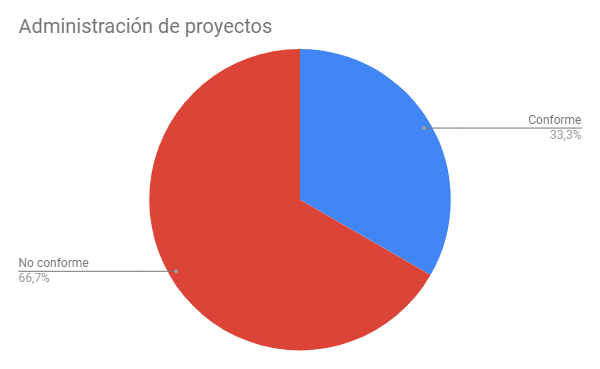 Administración de proyectos
Conforme
33,3%
No conforme
66,7%